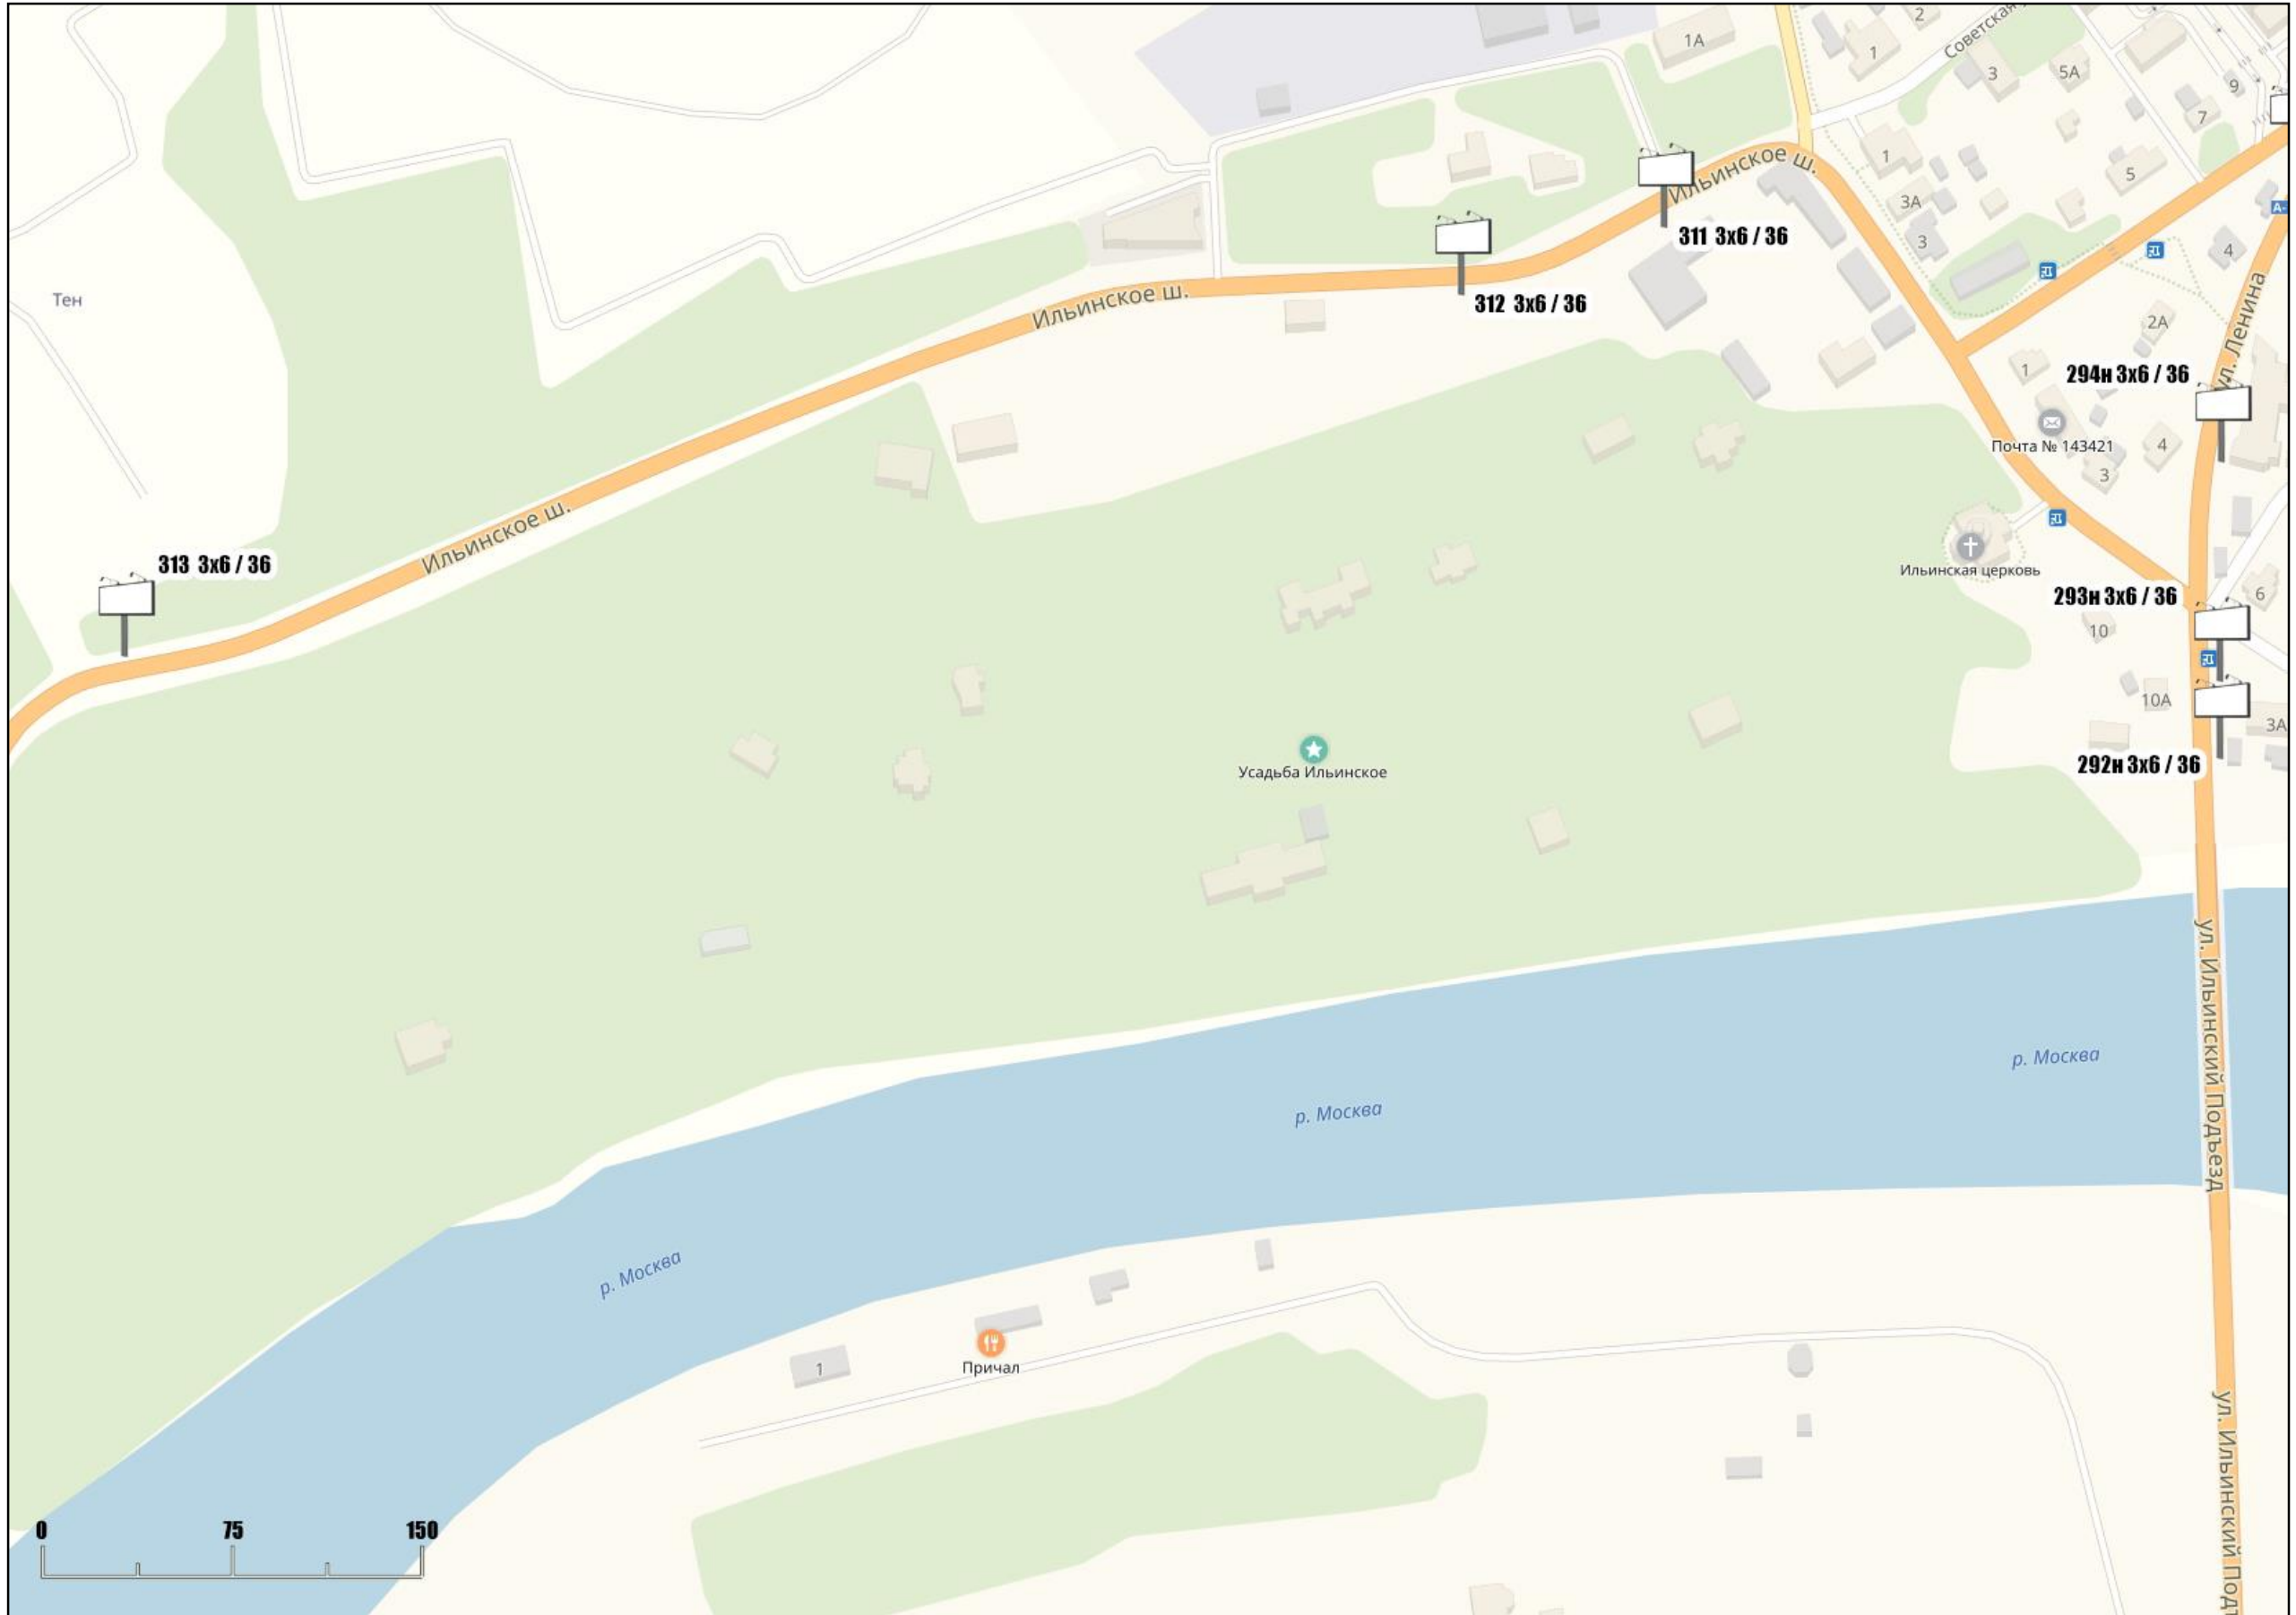 2
1А
1
Советская
3
5А
9
7
Ильинское ш.
1
5
3А
311 3х6 / 36
3
4
А-
Тен
Ильинское ш.
312 3х6 / 36
2А
ул. Ленина
1
294н 3х6 / 36
Почта № 143421
4
3
Ильинское ш.
313 3х6 / 36
Ильинская церковь
293н 3х6 / 36
6
10
10А
3А
Усадьба Ильинское
292н 3х6 / 36
ул. Ильинский Подъезд
р. Москва
р. Москва
р. Москва
1
Причал
ул. Ильинский Под
0 75 150